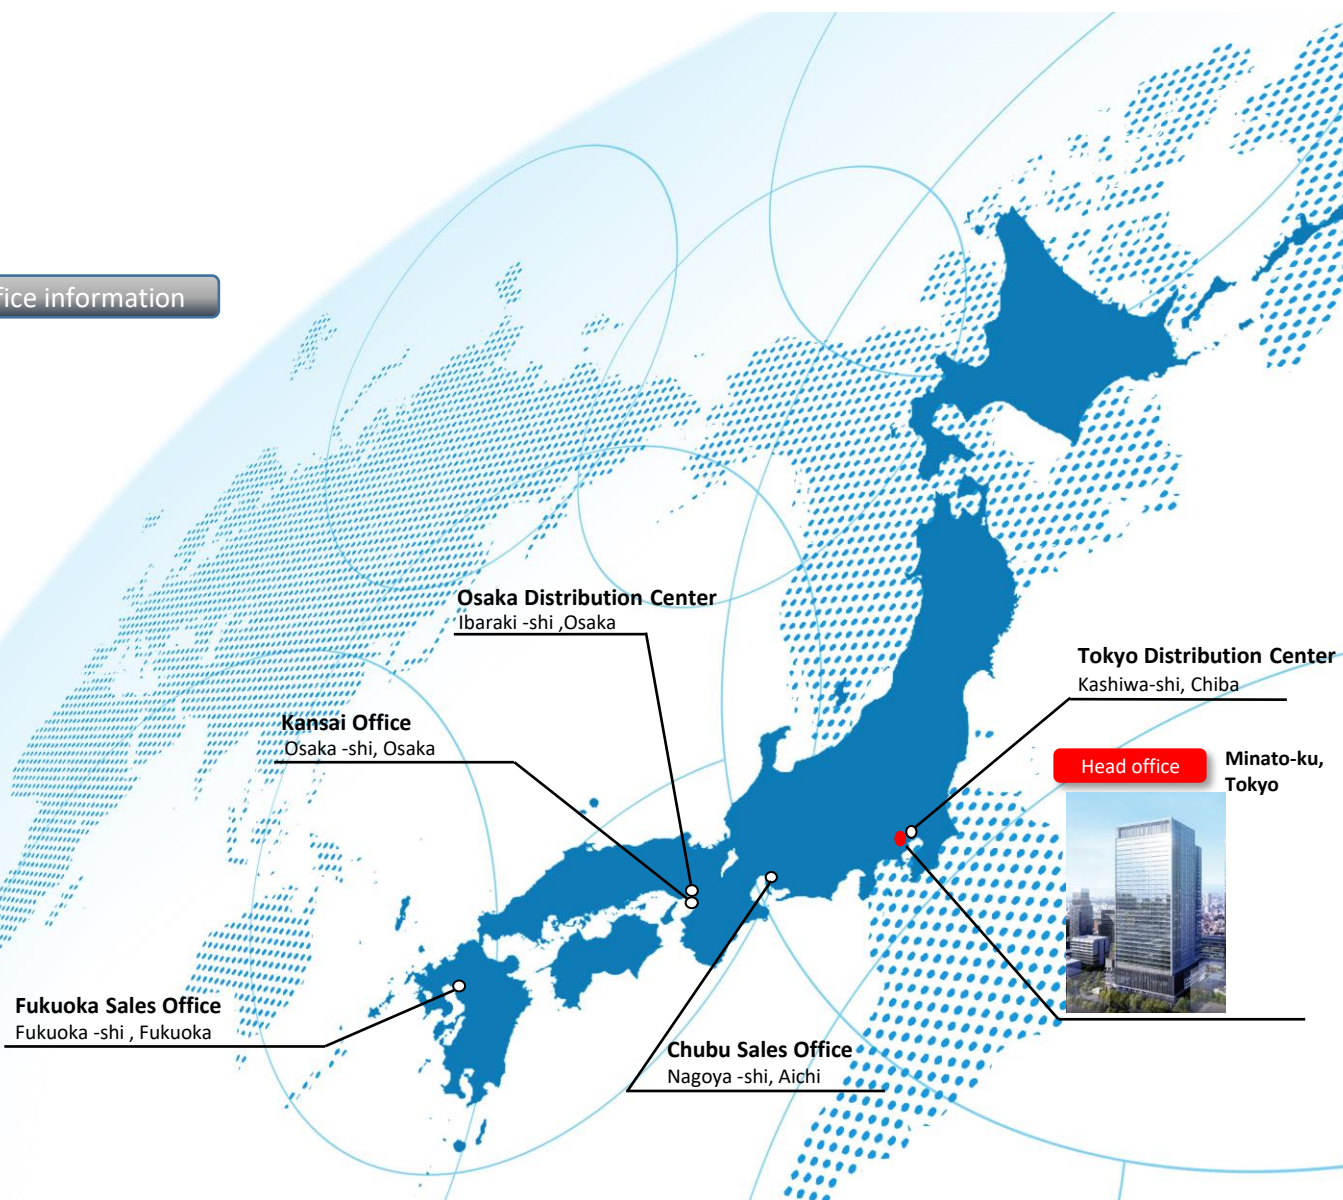 fice information
Osaka Distribution Center
Ibaraki -shi ,Osaka
Kansai Office
Osaka -shi, Osaka
Tokyo Distribution Center
Kashiwa-shi, Chiba
Head office
Minato-ku,
Tokyo
Fukuoka Sales Office
Fukuoka -shi , Fukuoka
Chubu Sales Office
Nagoya -shi, Aichi